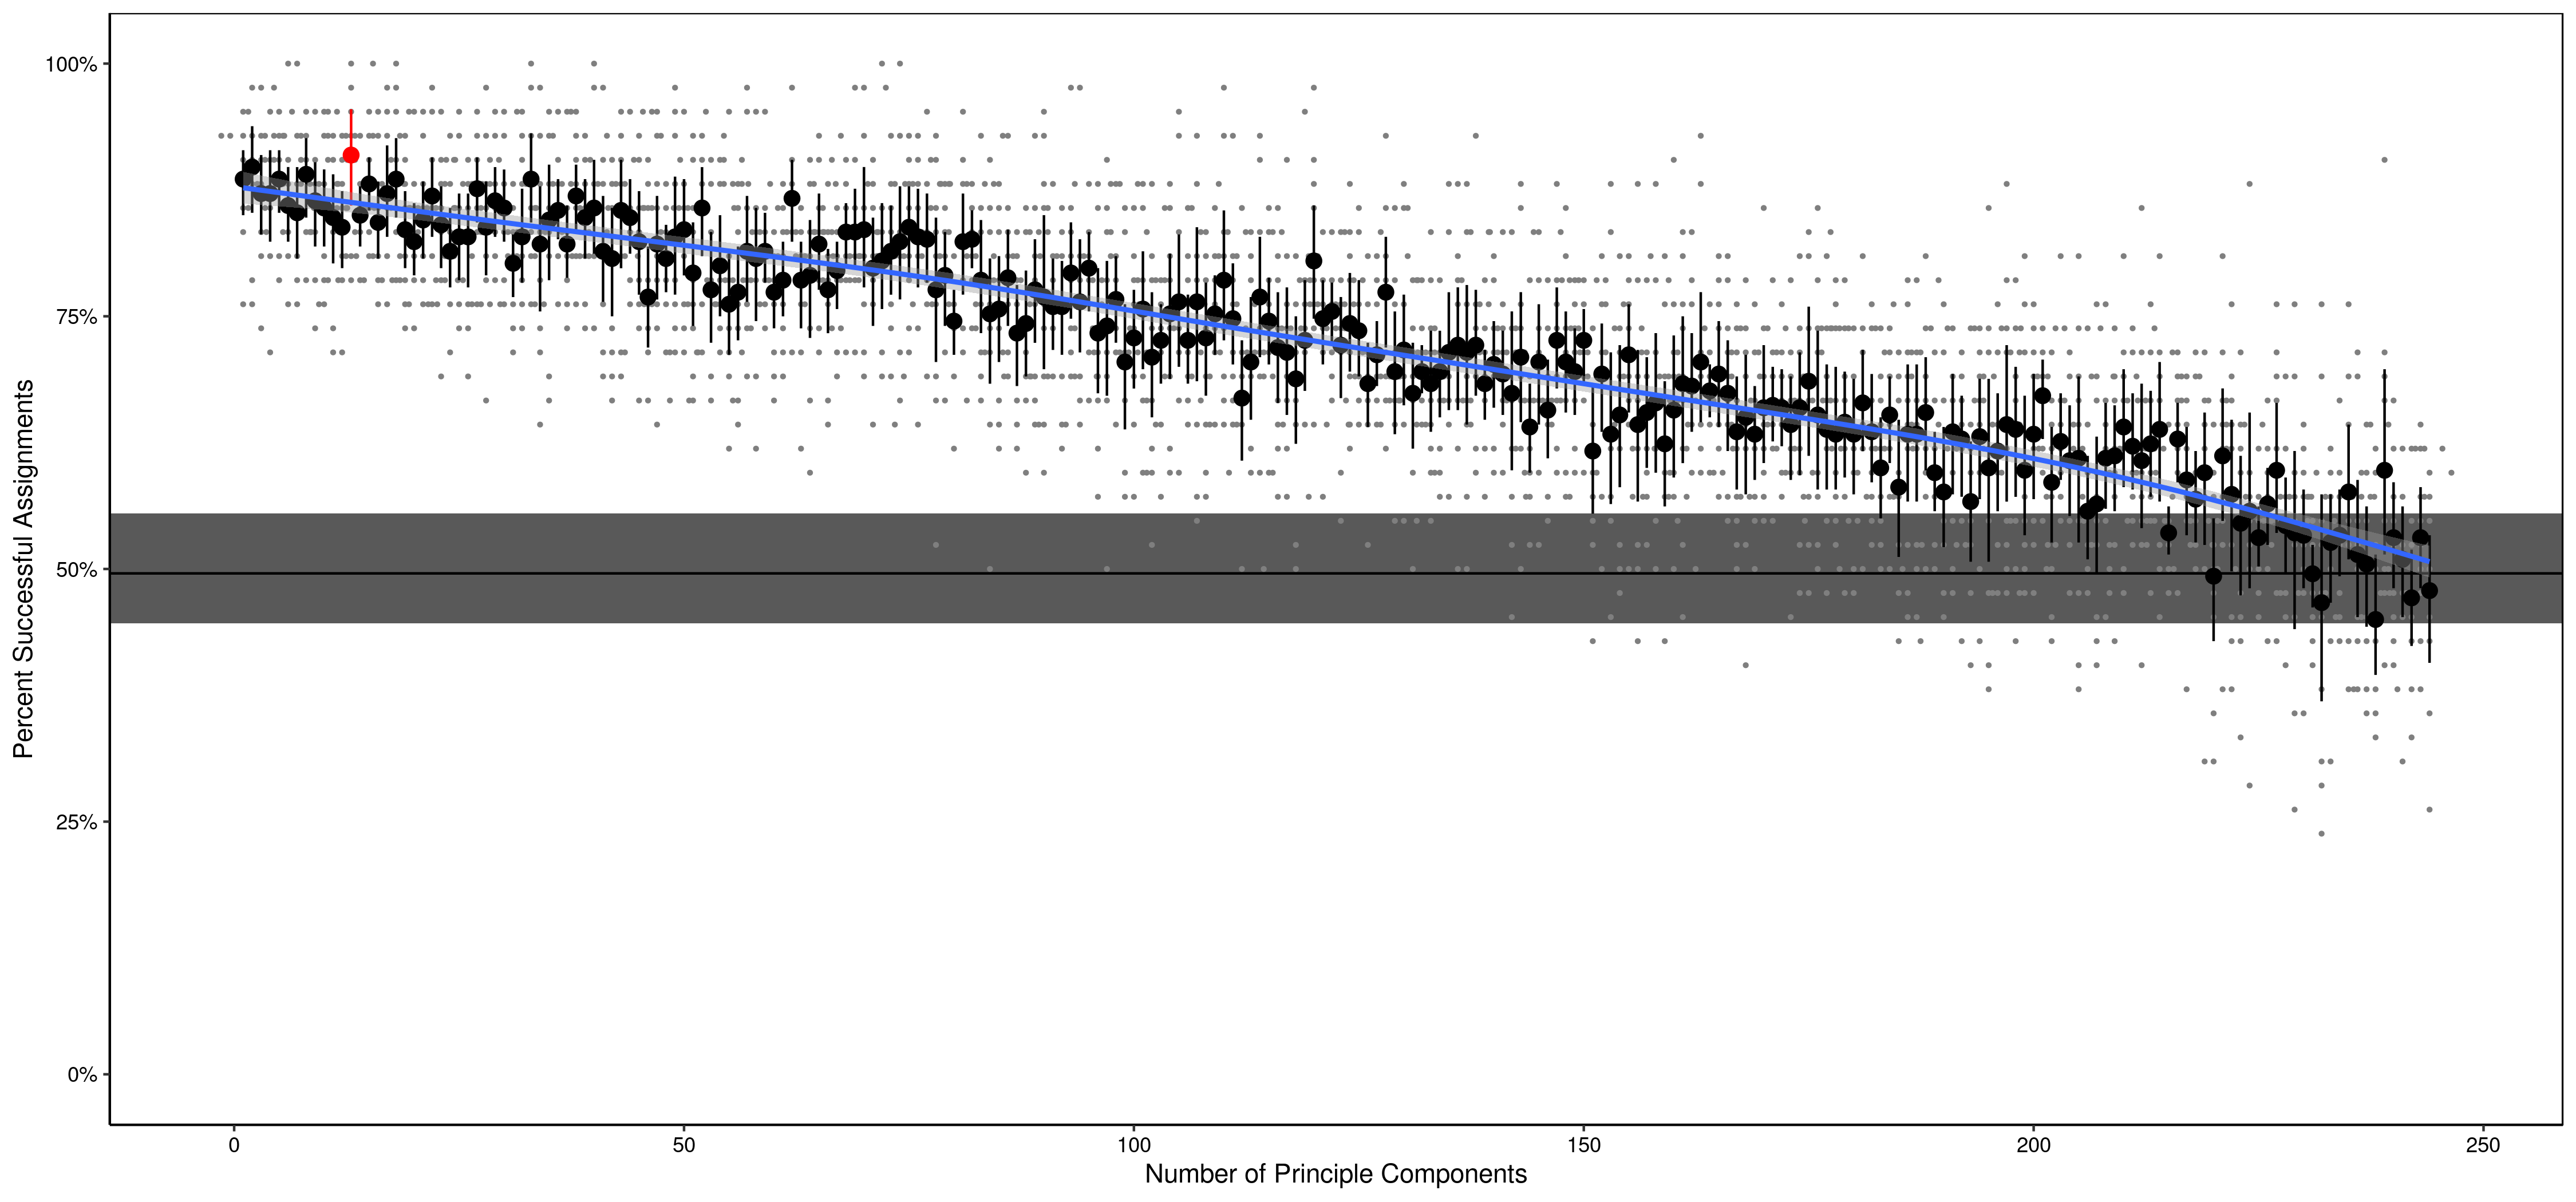 100%
75%
50%
25%
0%
Percent Successful Assignments
0 50 100 150 200 250
Number of Principle Components